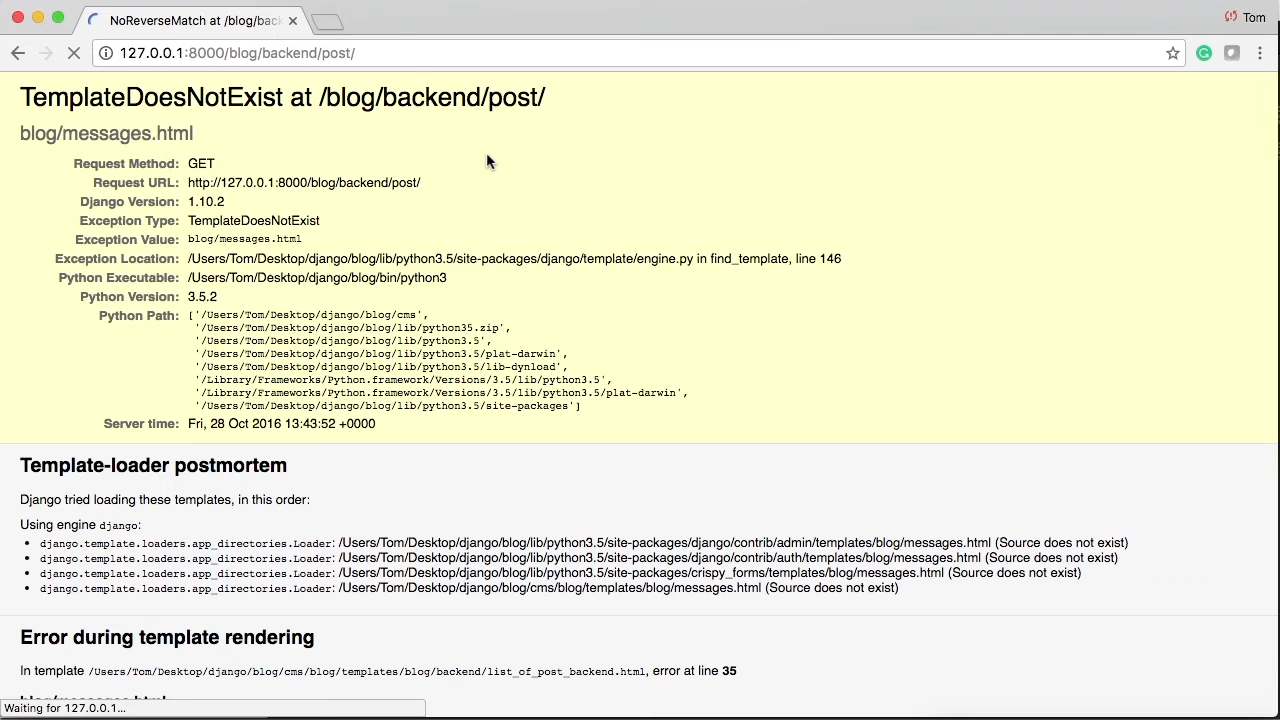 NoReverseMatch at /blog/bac
Tom
127.0.0.1:8000/blog/backend/post/
TemplateDoesNotExist at /blog/backend/post/
blog/messages.html
Request Method: GET
Request URL: http://127.0.0.1:8000/blog/backend/post/
Django Version: 1.10.2
Exception Type: TemplateDoesNotExist
Exception Value: blog/messages.html
Exception Location: /Users/Tom/Desktop/django/blog/lib/python3.5/site-packages/django/template/engine.py in find_template, line 146
Python Executable: /Users/Tom/Desktop/django/blog/bin/python3
Python Version: 3.5.2
Python Path: ['/Users/Tom/Desktop/django/blog/cms',
'/Users/Tom/Desktop/django/blog/lib/python35.zip',
'/Users/Tom/Desktop/django/blog/lib/python3.5',
'/Users/Tom/Desktop/django/blog/lib/python3.5/plat-darwin',
'/Users/Tom/Desktop/django/blog/lib/python3.5/lib-dynload',
'/Library/Frameworks/Python.framework/Versions/3.5/lib/python3.5',
'/Library/Frameworks/Python.framework/Versions/3.5/lib/python3.5/plat-darwin',
'/Users/Tom/Desktop/django/blog/lib/python3.5/site-packages']
Server time: Fri, 28 Oct 2016 13:43:52 +0000
Template-loader postmortem
Django tried loading these templates, in this order:
Using engine django:
• django.template.loaders.app_directories.Loader: /Users/Tom/Desktop/django/blog/lib/python3.5/site-packages/django/contrib/admin/templates/blog/messages.html (Source does not exist)
• django.template.loaders.app_directories.Loader: /Users/Tom/Desktop/django/blog/lib/python3.5/site-packages/django/contrib/auth/templates/blog/messages.html (Source does not exist)
• django.template.loaders.app_directories.Loader: /Users/Tom/Desktop/django/blog/lib/python3.5/site-packages/crispy_forms/templates/blog/messages.html (Source does not exist)
• django.template.loaders.app_directories.Loader: /Users/Tom/Desktop/django/blog/cms/blog/templates/blog/messages.html (Source does not exist)
Error during template rendering
In template /Users/Tom/Desktop/django/blog/cms/blog/templates/blog/backend/list_of_post_backend.html, error at line 35
blog/messages.html
Waiting for 127.0.0.1...